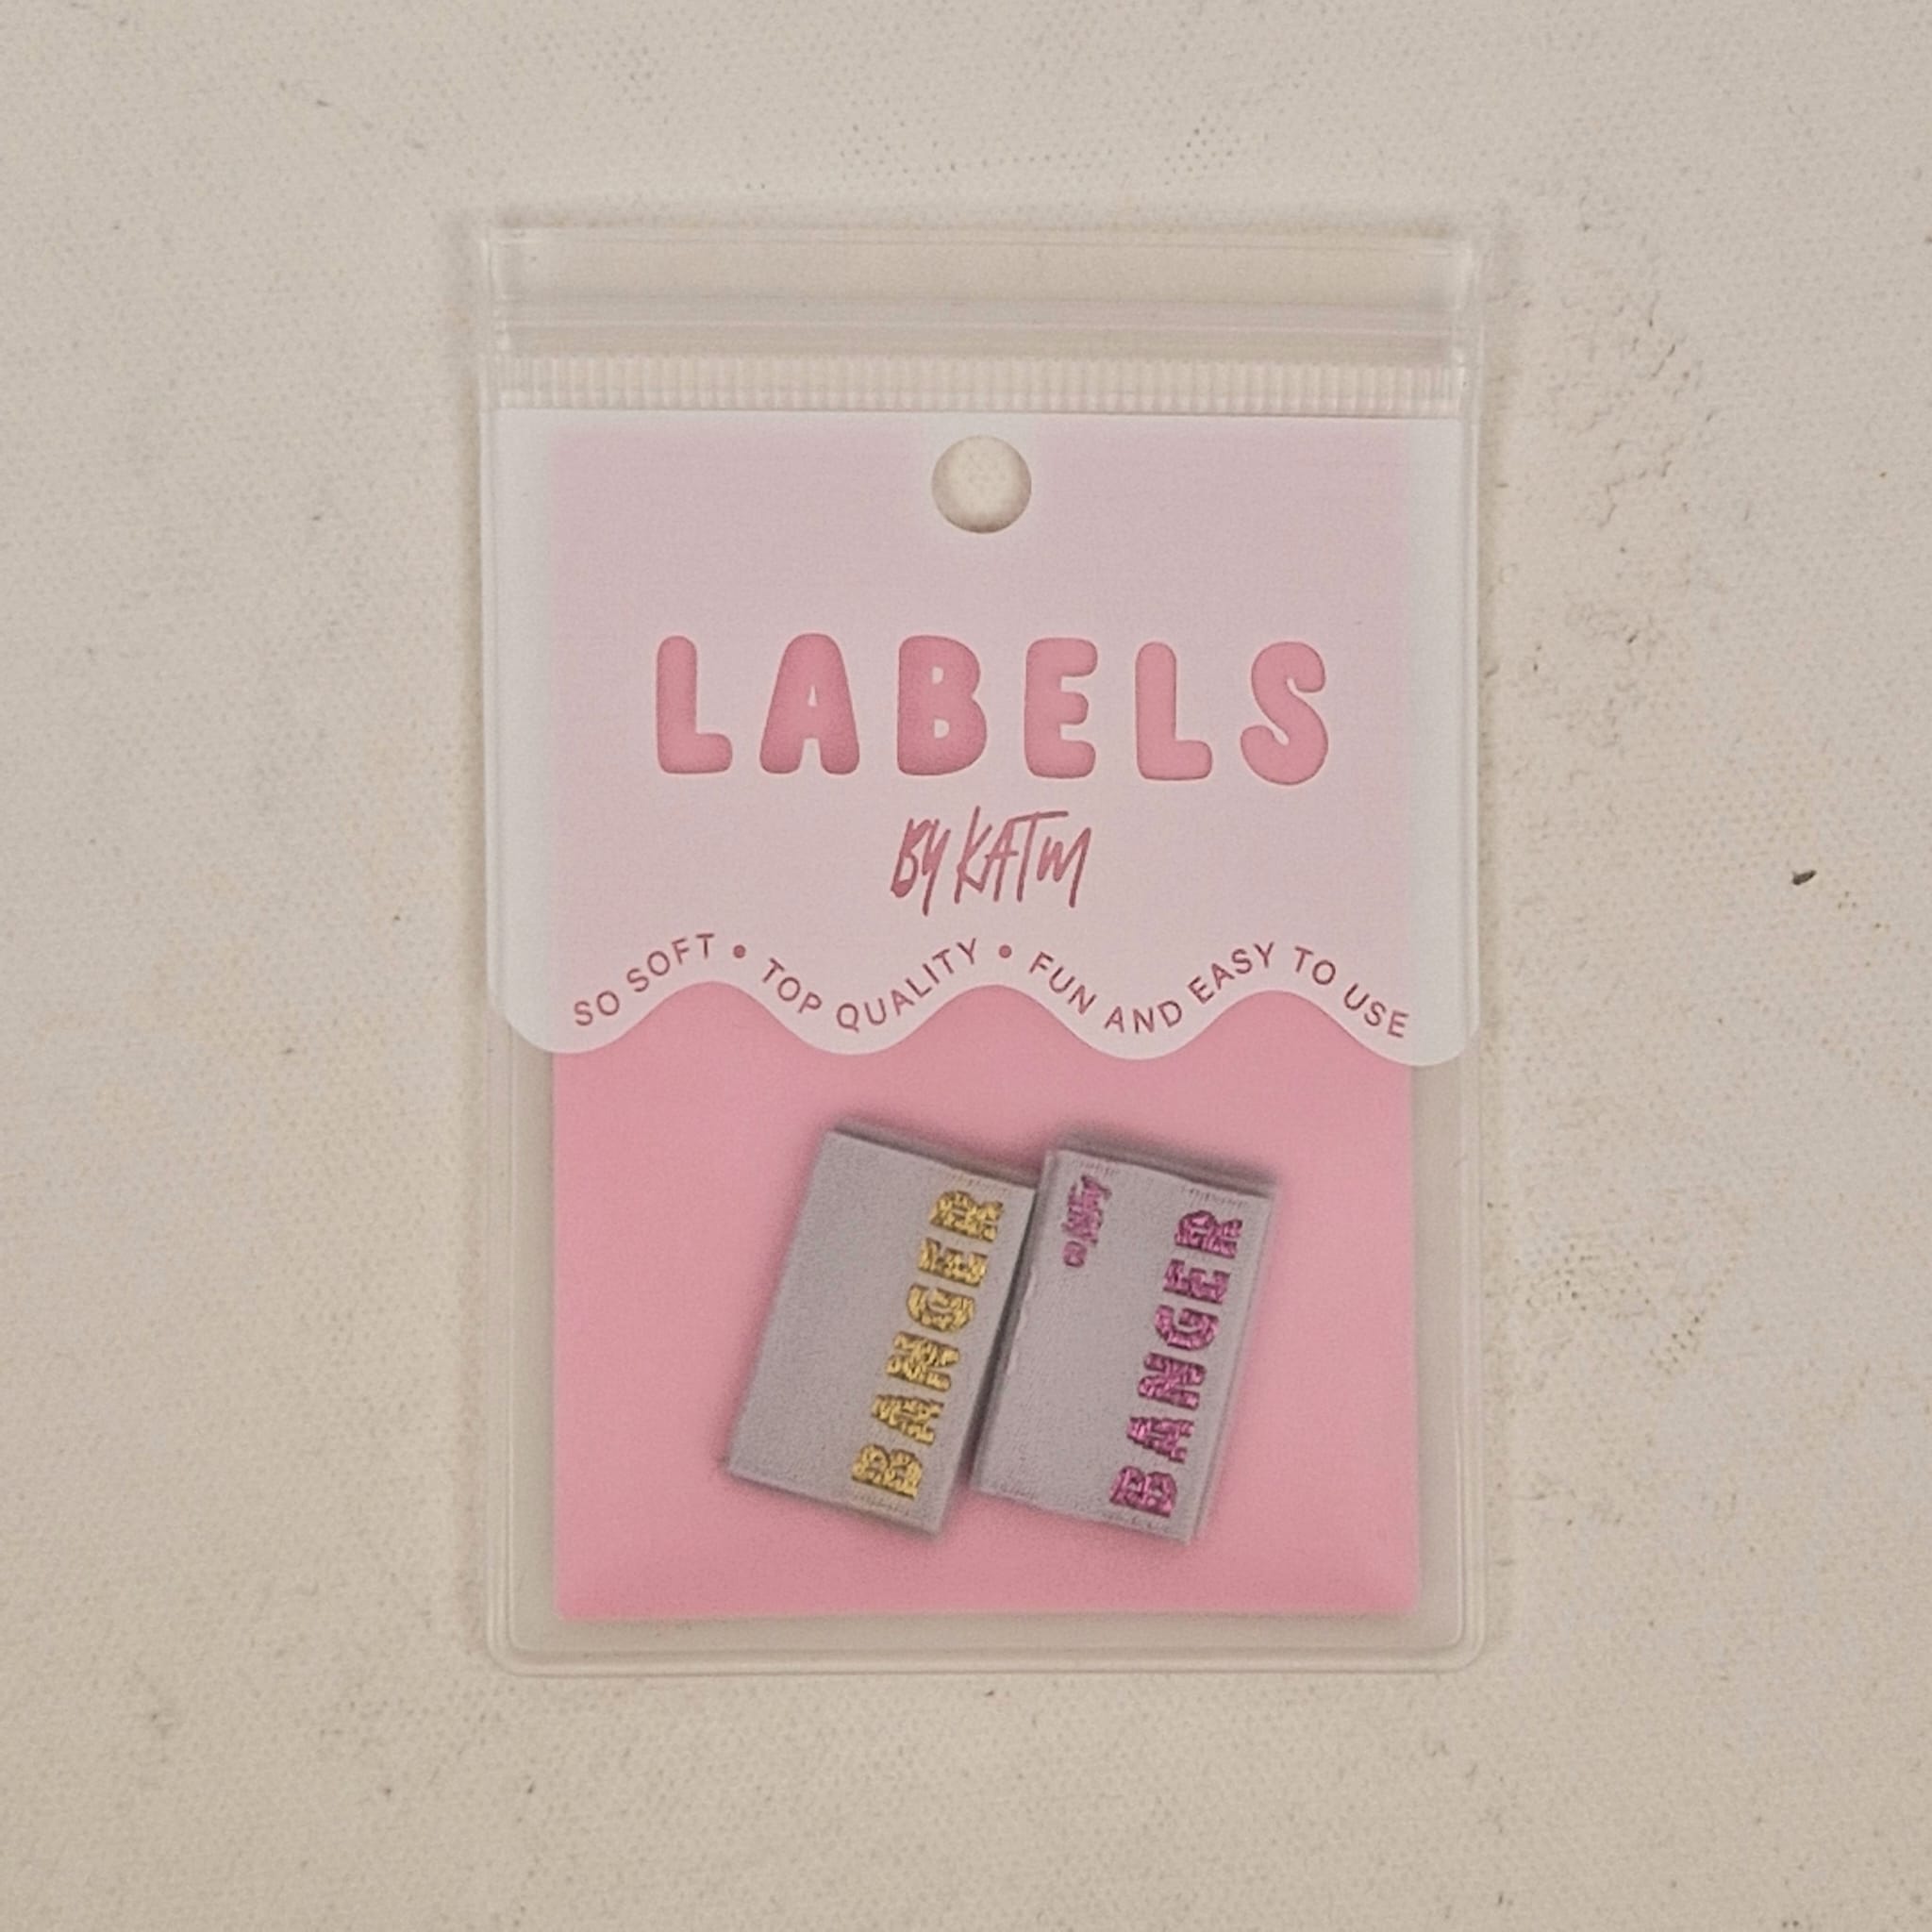 LABELS
BY KATM
SO SOFT • TOP QUALITY • FUN AND EASY TO USE
BANGER
BANGER